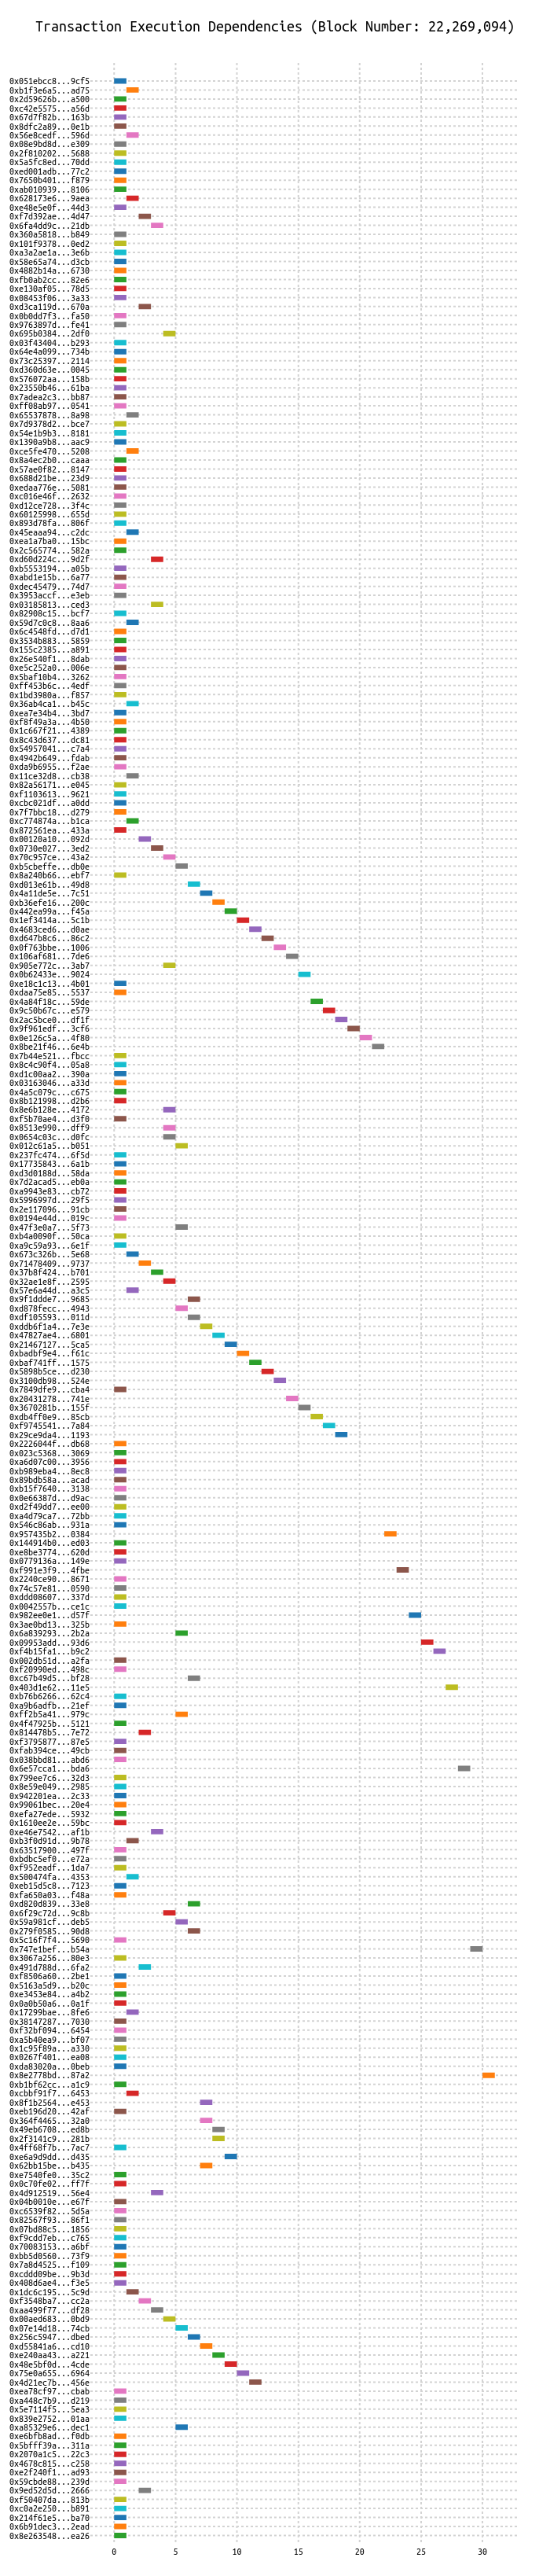 Transaction Execution Dependencies (Block Number: 22,269,094)
0x051ebcc8...9cf5
0xb1f3e6a5...ad75
0x2d59626b...a500
0xc42e5575...a56d
0x67d7f82b...163b
0x8dfc2a89...0e1b
0x56e8cedf...596d
0x08e9bd8d...e309
0x2f810202...5688
0x5a5fc8ed...70dd
0xed001adb...77c2
0x7650b401...f879
0xab010939...8106
0x628173e6...9aea
0xe48e5e0f...44d3
0xf7d392ae...4d47
0x6fa4dd9c...21db
0x360a5818...b849
0x101f9378...0ed2
0xa3a2ae1a...3e6b
0x58e65a74...d3cb
0x4882b14a...6730
0xfb0ab2cc...82e6
0xe130af05...78d5
0x08453f06...3a33
0xd3ca119d...670a
0x0b0dd7f3...fa50
0x9763897d...fe41
0x695b0384...2df0
0x03f43404...b293
0x64e4a099...734b
0x73c25397...2114
0xd360d63e...0045
0x576072aa...158b
0x23550b46...61ba
0x7adea2c3...bb87
0xff08ab97...0541
0x65537878...8a98
0x7d9378d2...bce7
0x54e1b9b3...8181
0x1390a9b8...aac9
0xce5fe470...5208
0x8a4ec2b0...caaa
0x57ae0f82...8147
0x688d21be...23d9
0xedaa776e...5081
0xc016e46f...2632
0xd12ce728...3f4c
0x60125998...655d
0x893d78fa...806f
0x45eaaa94...c2dc
0xea1a7ba0...15bc
0x2c565774...582a
0xd60d224c...9d2f
0xb5553194...a05b
0xabd1e15b...6a77
0xdec45479...74d7
0x3953accf...e3eb
0x03185813...ced3
0x82908c15...bcf7
0x59d7c0c8...8aa6
0x6c4548fd...d7d1
0x3534b883...5859
0x155c2385...a891
0x26e540f1...8dab
0xe5c252a0...006e
0x5baf10b4...3262
0xff453b6c...4edf
0x1bd3980a...f857
0x36ab4ca1...b45c
0xea7e34b4...3bd7
0xf8f49a3a...4b50
0x1c667f21...4389
0x8c43d637...dc81
0x54957041...c7a4
0x4942b649...fdab
0xda9b6955...f2ae
0x11ce32d8...cb38
0x82a56171...e045
0xf1103613...9621
0xcbc021df...a0dd
0x7f7bbc18...d279
0xc774874a...b1ca
0x872561ea...433a
0x00120a10...092d
0x0730e027...3ed2
0x70c957ce...43a2
0xb5cbeffe...db0e
0x8a240b66...ebf7
0xd013e61b...49d8
0x4a11de5e...7c51
0xb36efe16...200c
0x442ea99a...f45a
0x1ef3414a...5c1b
0x4683ced6...d0ae
0xd647b8c6...86c2
0x0f763bbe...1006
0x106af681...7de6
0x905e772c...3ab7
0x0b62433e...9024
0xe18c1c13...4b01
0xdaa75e85...5537
0x4a84f18c...59de
0x9c50b67c...e579
0x2ac5bce0...df1f
0x9f961edf...3cf6
0x0e126c5a...4f80
0x8be21f46...6e4b
0x7b44e521...fbcc
0x8c4c90f4...05a8
0xd1c00aa2...390a
0x03163046...a33d
0x4a5c079c...c675
0x8b121998...d2b6
0x8e6b128e...4172
0xf5b70ae4...d3f0
0x8513e990...dff9
0x0654c03c...d0fc
0x012c61a5...b051
0x237fc474...6f5d
0x17735843...6a1b
0xd3d0188d...58da
0x7d2acad5...eb0a
0xa9943e83...cb72
0x5996997d...29f5
0x2e117096...91cb
0x0194e44d...019c
0x47f3e0a7...5f73
0xb4a0090f...50ca
0xa9c59a93...6e1f
0x673c326b...5e68
0x71478409...9737
0x37b8f424...b701
0x32ae1e8f...2595
0x57e6a44d...a3c5
0x9f1ddde7...9685
0xd878fecc...4943
0xdf105593...011d
0xddb6f1a4...7e3e
0x47827ae4...6801
0x21467127...5ca5
0xbadbf9e4...f61c
0xbaf741ff...1575
0x5898b5ce...d230
0x3100db98...524e
0x7849dfe9...cba4
0x20431278...741e
0x3670281b...155f
0xdb4ff0e9...85cb
0xf9745541...7a84
0x29ce9da4...1193
0x2226044f...db68
0x023c5368...3069
0xa6d07c00...3956
0xb989eba4...8ec8
0x89bdb58a...acad
0xb15f7640...3138
0x0e66387d...d9ac
0xd2f49dd7...ee00
0xa4d79ca7...72bb
0x546c86ab...931a
0x957435b2...0384
0x144914b0...ed03
0xe8be3774...620d
0x0779136a...149e
0xf991e3f9...4fbe
0x2240ce90...8671
0x74c57e81...0590
0xddd08607...337d
0x0042557b...ce1c
0x982ee0e1...d57f
0x3ae0bd13...325b
0x6a839293...2b2a
0x09953add...93d6
0xf4b15fa1...b9c2
0x002db51d...a2fa
0xf20990ed...498c
0xc67b49d5...bf28
0x403d1e62...11e5
0xb76b6266...62c4
0xa9b6adfb...21ef
0xff2b5a41...979c
0x4f47925b...5121
0x814478b5...7e72
0xf3795877...87e5
0xfab394ce...49cb
0x038bbd81...abd6
0x6e57cca1...bda6
0x799ee7c6...32d3
0x8e59e049...2985
0x942201ea...2c33
0x99061bec...20e4
0xefa27ede...5932
0x1610ee2e...59bc
0xe46e7542...af1b
0xb3f0d91d...9b78
0x63517900...497f
0xbdbc5ef0...e72a
0xf952eadf...1da7
0x500474fa...4353
0xeb15d5c8...7123
0xfa650a03...f48a
0xd820d839...33e8
0x6f29c72d...9c8b
0x59a981cf...deb5
0x279f0585...90d8
0x5c16f7f4...5690
0x747e1bef...b54a
0x3067a256...80e3
0x491d788d...6fa2
0xf8506a60...2be1
0x5163a5d9...b20c
0xe3453e84...a4b2
0x0a0b50a6...0a1f
0x17299bae...8fe6
0x38147287...7030
0xf32bf094...6454
0xa5b40ea9...bf07
0x1c95f89a...a330
0x0267f401...ea08
0xda83020a...0beb
0x8e2778bd...87a2
0xb1bf62cc...a1c9
0xcbbf91f7...6453
0x8f1b2564...e453
0xeb196d20...42af
0x364f4465...32a0
0x49eb6708...ed8b
0x2f3141c9...281b
0x4ff68f7b...7ac7
0xe6a9d9dd...d435
0x62bb15be...b435
0xe7540fe0...35c2
0x0c70fe02...ff7f
0x4d912519...56e4
0x04b0010e...e67f
0xc6539f82...5d5a
0x82567f93...86f1
0x07bd88c5...1856
0xf9cdd7eb...c765
0x70083153...a6bf
0xbb5d0560...73f9
0x7a8d4525...f109
0xcddd09be...9b3d
0x408d6ae4...f3e5
0x1dc6c195...5c9d
0xf3548ba7...cc2a
0xaa499f77...df28
0x00aed683...0bd9
0x07e14d18...74cb
0x256c5947...dbed
0xd55841a6...cd10
0xe240aa43...a221
0x48e5bf0d...4cde
0x75e0a655...6964
0x4d21ec7b...456e
0xea78cf97...cbab
0xa448c7b9...d219
0x5e7114f5...5ea3
0x839e2752...01aa
0xa85329e6...dec1
0xe6bfb8ad...f0db
0x5bfff39a...311a
0x2070a1c5...22c3
0x4678c815...c258
0xe2f240f1...ad93
0x59cbde88...239d
0x9ed52d5d...2666
0xf50407da...813b
0xc0a2e250...b891
0x214f61e5...ba70
0x6b91dec3...2ead
0x8e263548...ea26
0 5 10 15 20 25 30